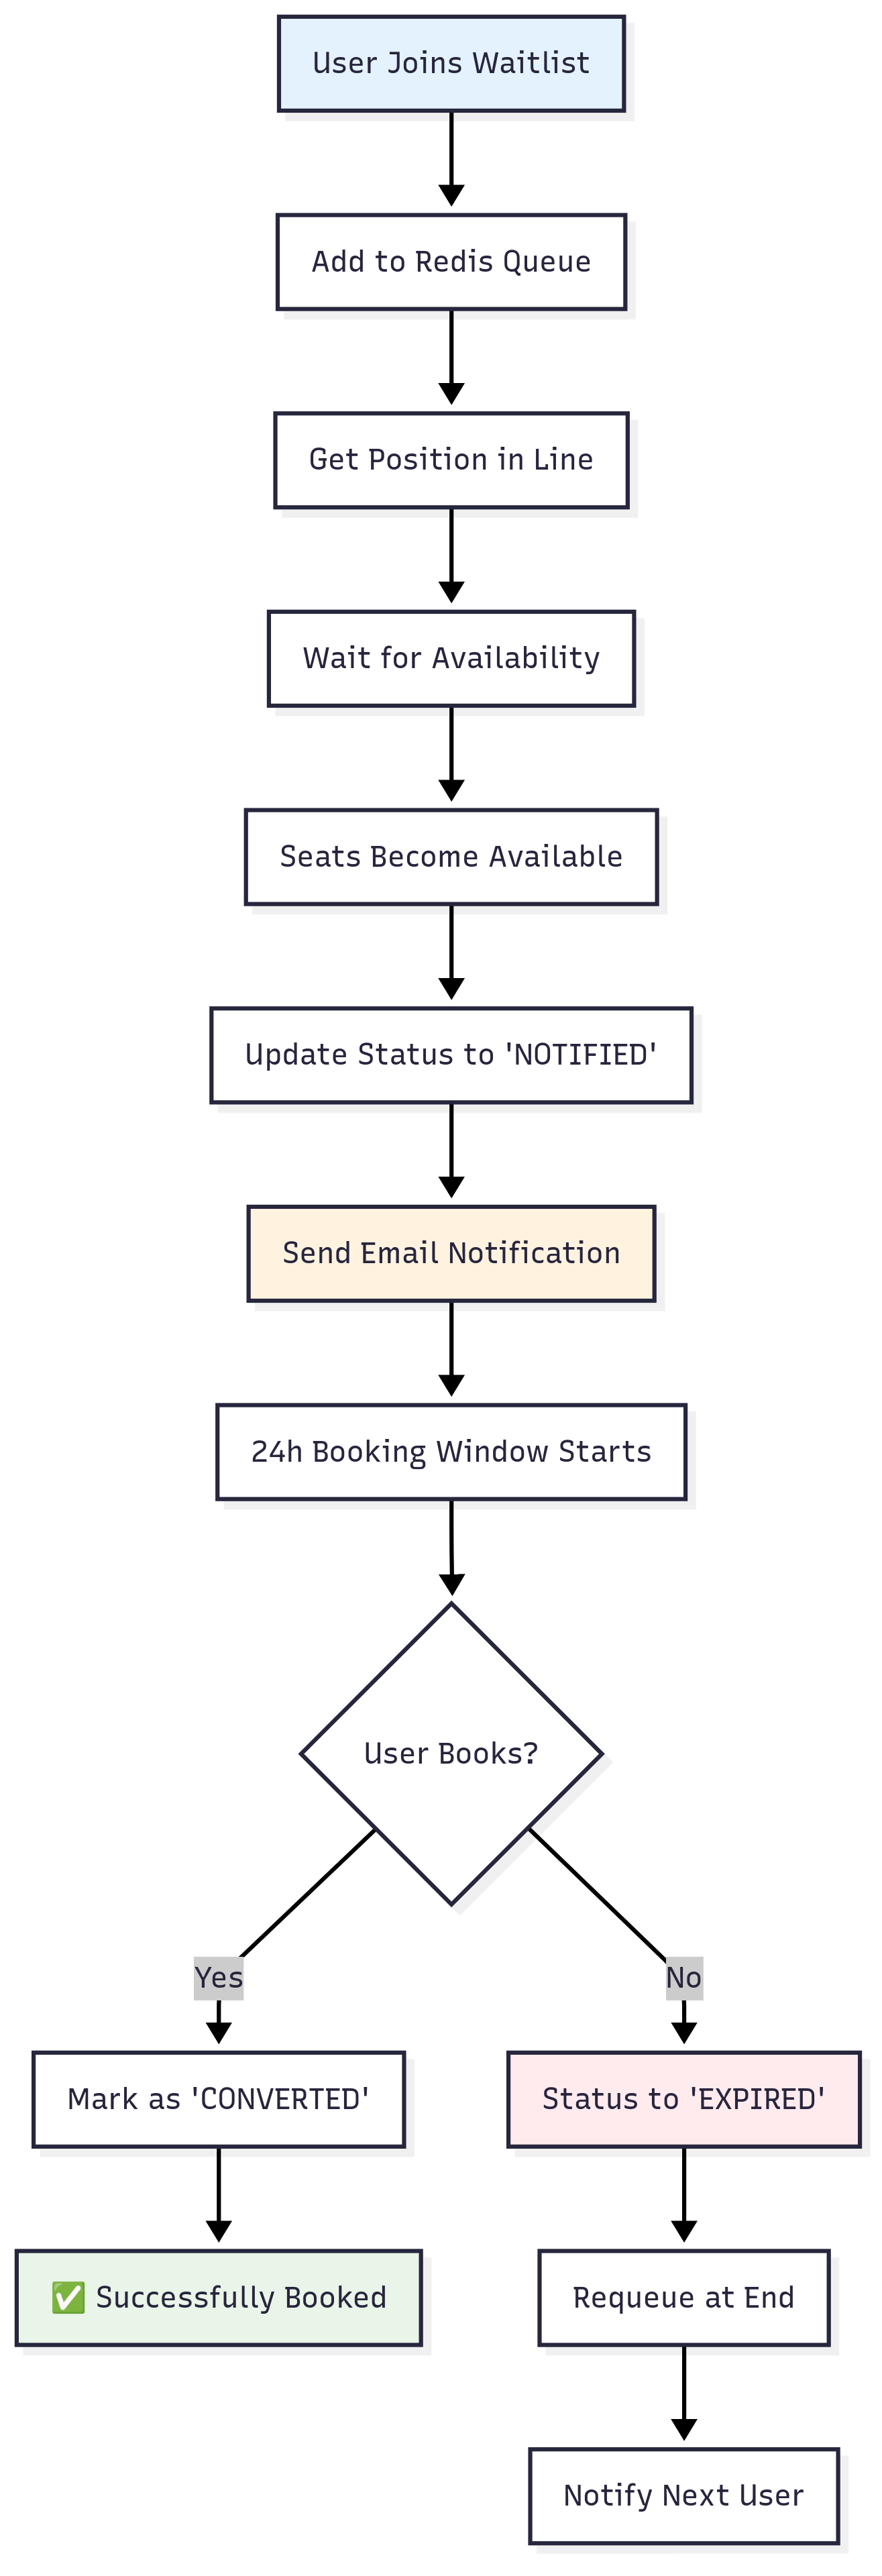 User Joins Waitlist
Add to Redis Queue
Get Position in Line
Wait for Availability
Seats Become Available
Update Status to 'NOTIFIED'
Send Email Notification
24h Booking Window Starts
User Books?
Yes
No
Mark as 'CONVERTED'
Status to 'EXPIRED'
✅ Successfully Booked
Requeue at End
Notify Next User